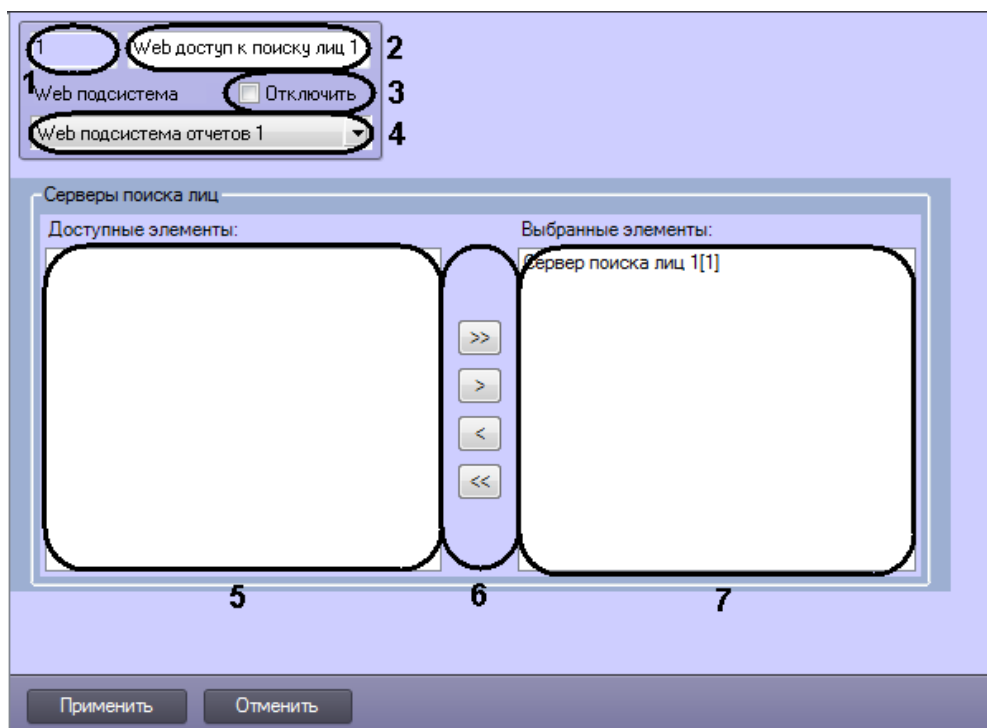 1 Web доступ к поиску лиц 1 2
1 Web подсистема Отключить 3
Web подсистема отчетов 1 4
Серверы поиска лиц
Доступные элементы: Выбранные элементы:
Сервер поиска лиц 1[1]
>>
>
<
<<
5 6 7
Применить Отменить